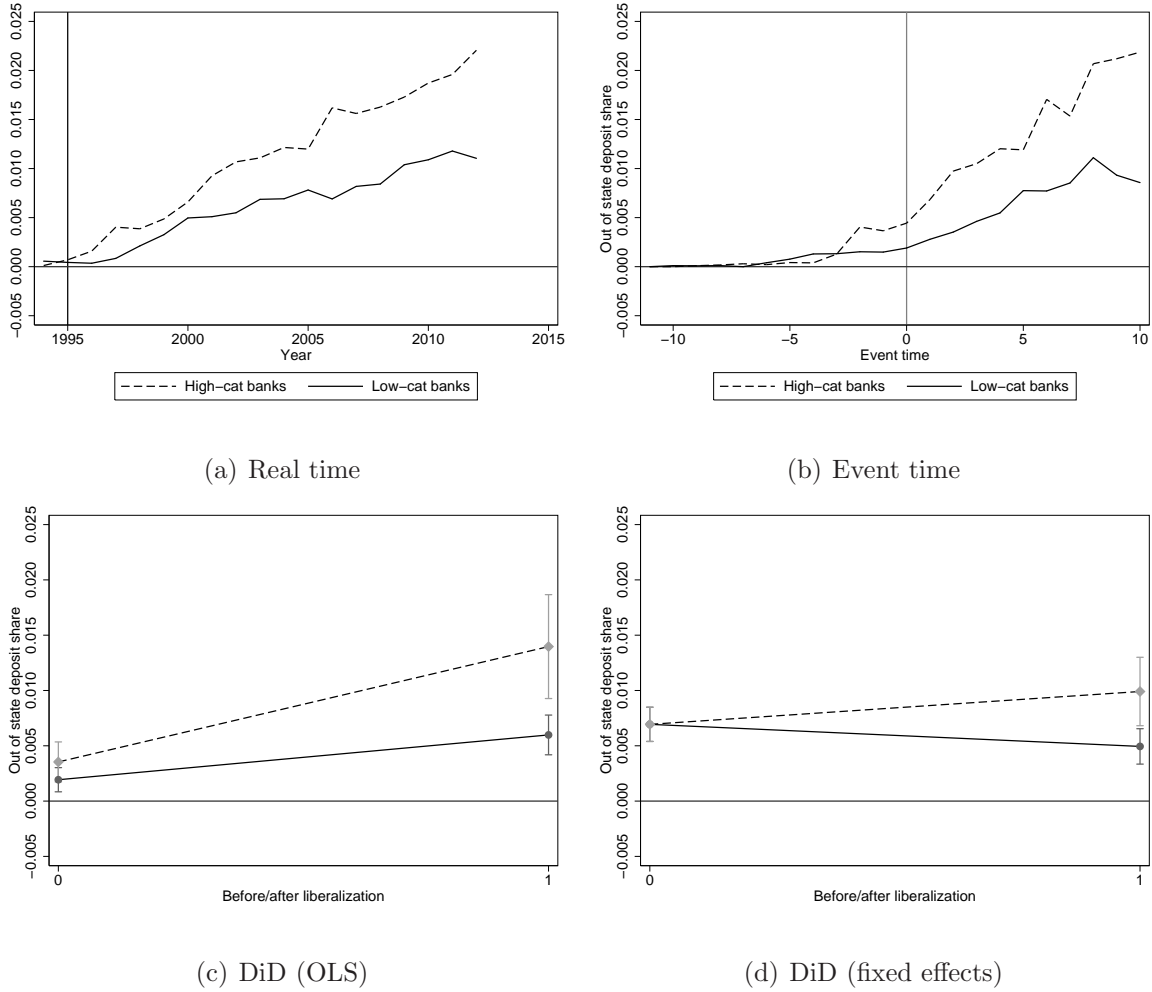 0.025
0.020
0.015
0.010
0.005
0.000
−0.005
1995 2000 2005 2010 2015
Year
High−cat banks Low−cat banks
(a) Real time
Out of state deposit share
0.025
0.020
0.015
0.010
0.005
0.000
−0.005
−10 −5 0 5 10
Event time
High−cat banks Low−cat banks
(b) Event time
Out of state deposit share
0.025
0.020
0.015
0.010
0.005
0.000
−0.005
0 1
Before/after liberalization
(c) DiD (OLS)
Out of state deposit share
0.025
0.020
0.015
0.010
0.005
0.000
−0.005
0 1
Before/after liberalization
(d) DiD (fixed effects)